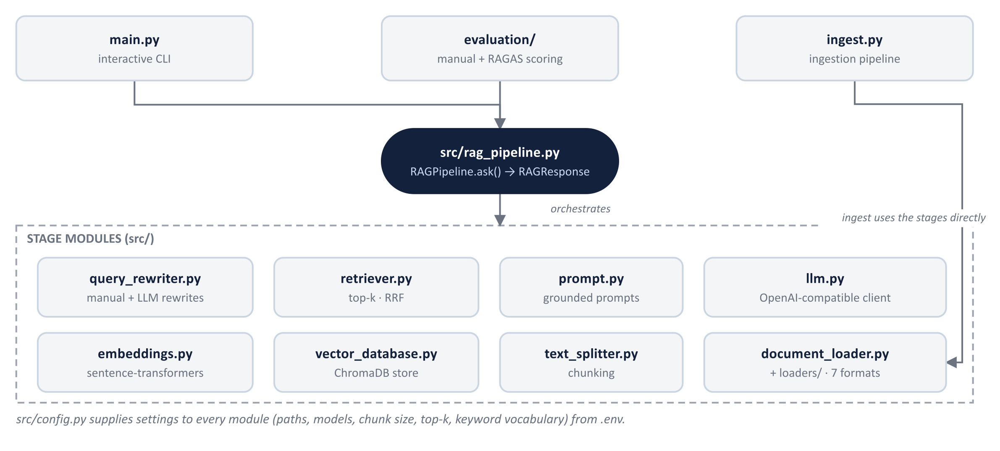 main.py
interactive CLI
evaluation/
manual + RAGAS scoring
ingest.py
ingestion pipeline
src/rag_pipeline.py
RAGPipeline.ask() → RAGResponse
orchestrates
ingest uses the stages directly
STAGE MODULES (src/)
query_rewriter.py
manual + LLM rewrites
retriever.py
top-k · RRF
prompt.py
grounded prompts
llm.py
OpenAI-compatible client
embeddings.py
sentence-transformers
vector_database.py
ChromaDB store
text_splitter.py
chunking
document_loader.py
+ loaders/ · 7 formats
src/config.py supplies settings to every module (paths, models, chunk size, top-k, keyword vocabulary) from .env.